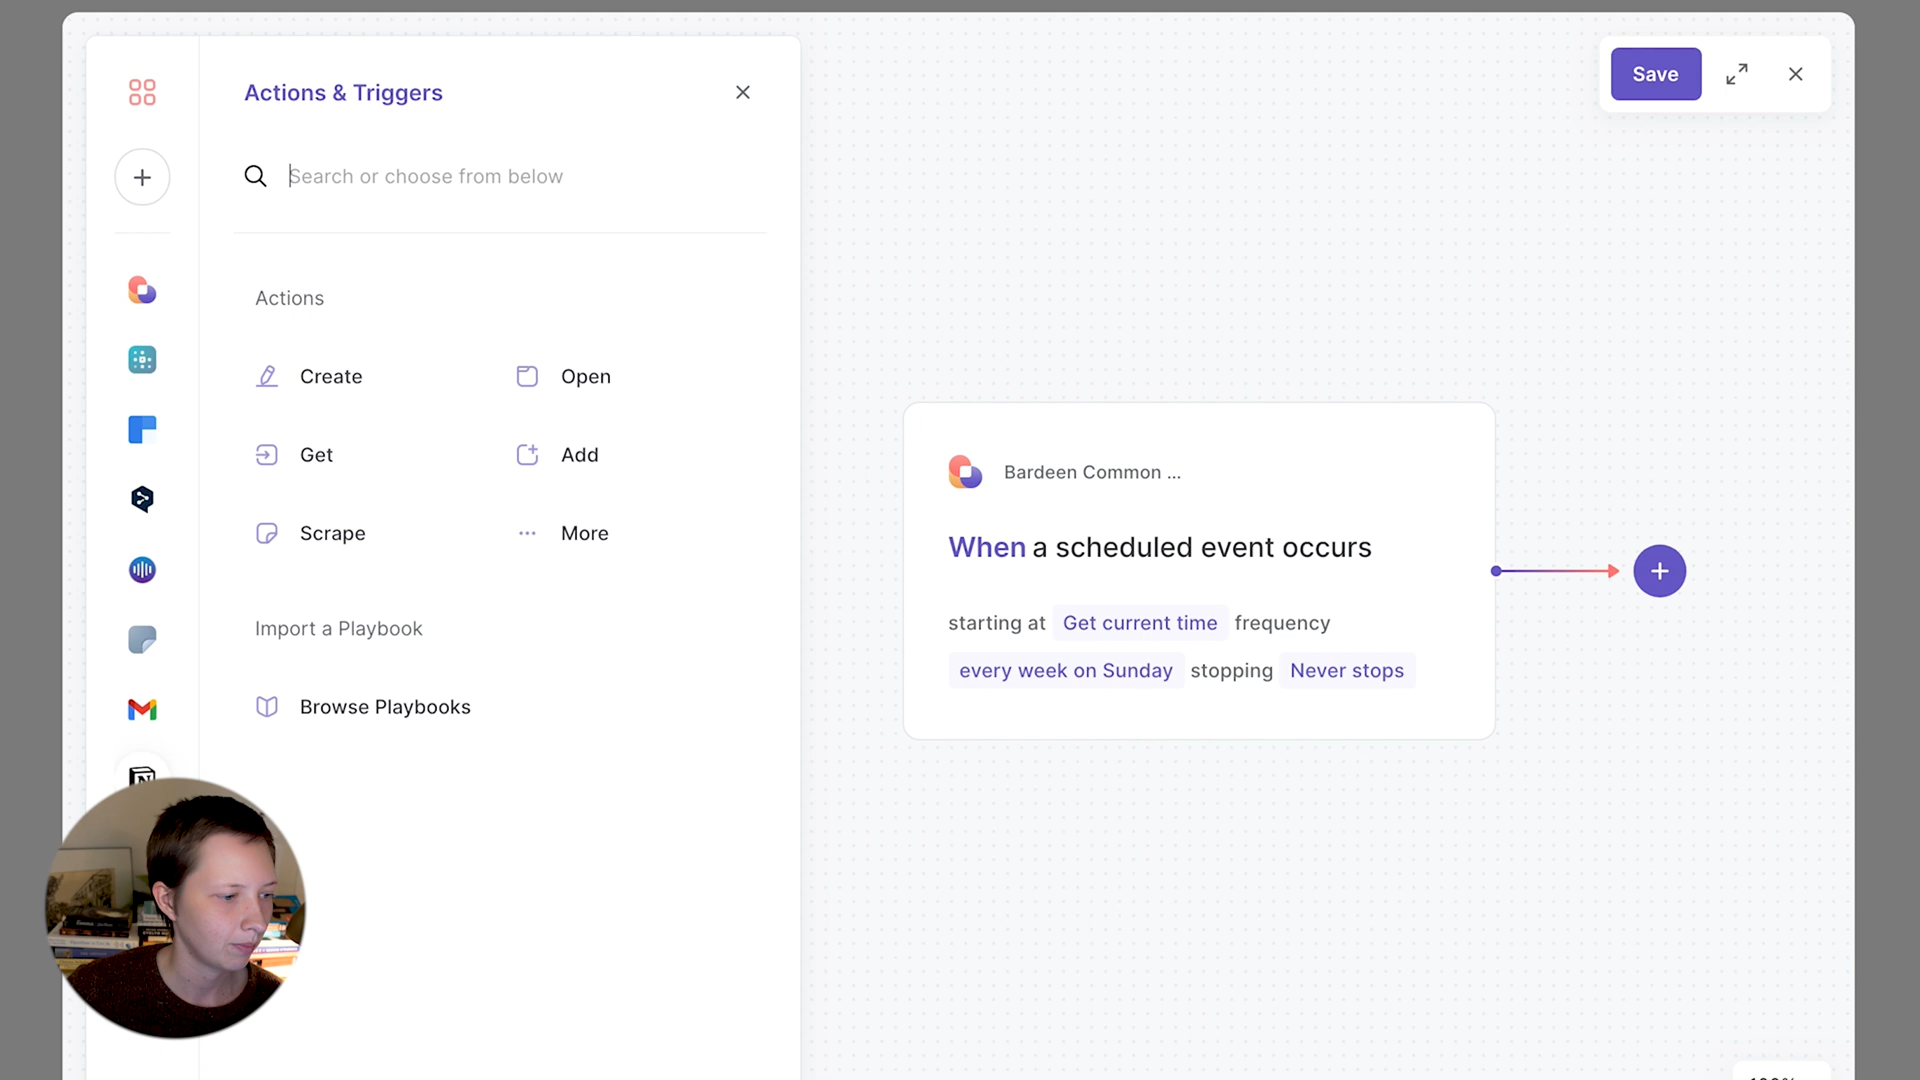 Actions & Triggers
Save
Search or choose from below
Actions
Create
Open
Get
Add
Scrape
More
Import a Playbook
Browse Playbooks
Bardeen Common ...
When a scheduled event occurs
starting at Get current time frequency
every week on Sunday stopping Never stops